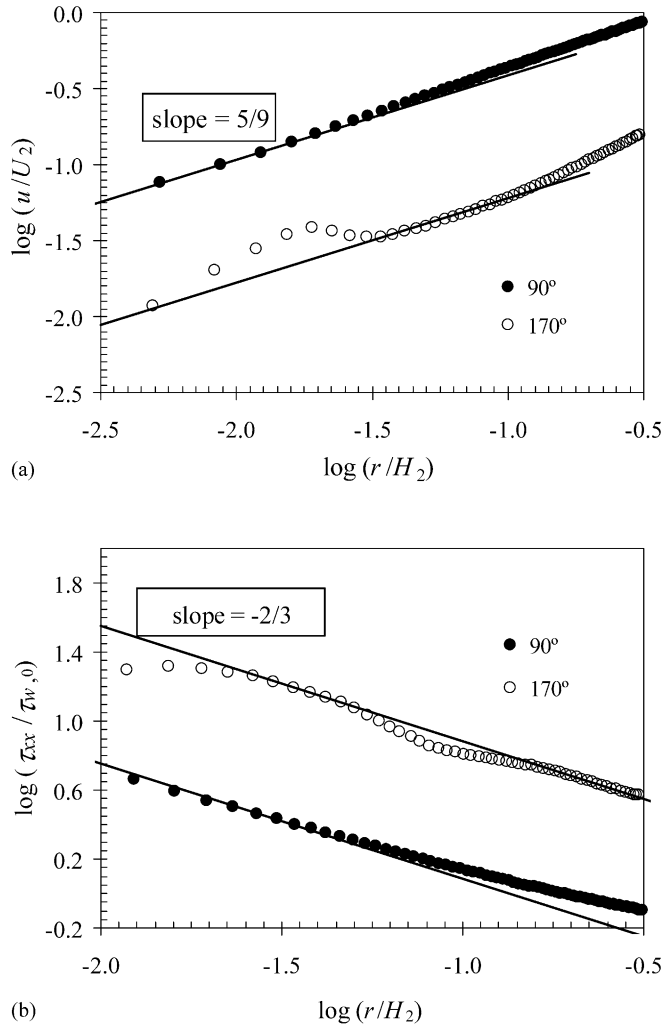 0.0
-0.5
-1.0
-1.5
-2.0
-2.5
log (u/U2)
slope = 5/9
90º
170º
-2.5 -2.0 -1.5 -1.0 -0.5
(a)
log (r/H2)
1.8
1.4
1.0
0.6
0.2
-0.2
log (τxx/τw,0)
slope = -2/3
90º
170º
-2.0 -1.5 -1.0 -0.5
(b)
log (r/H2)